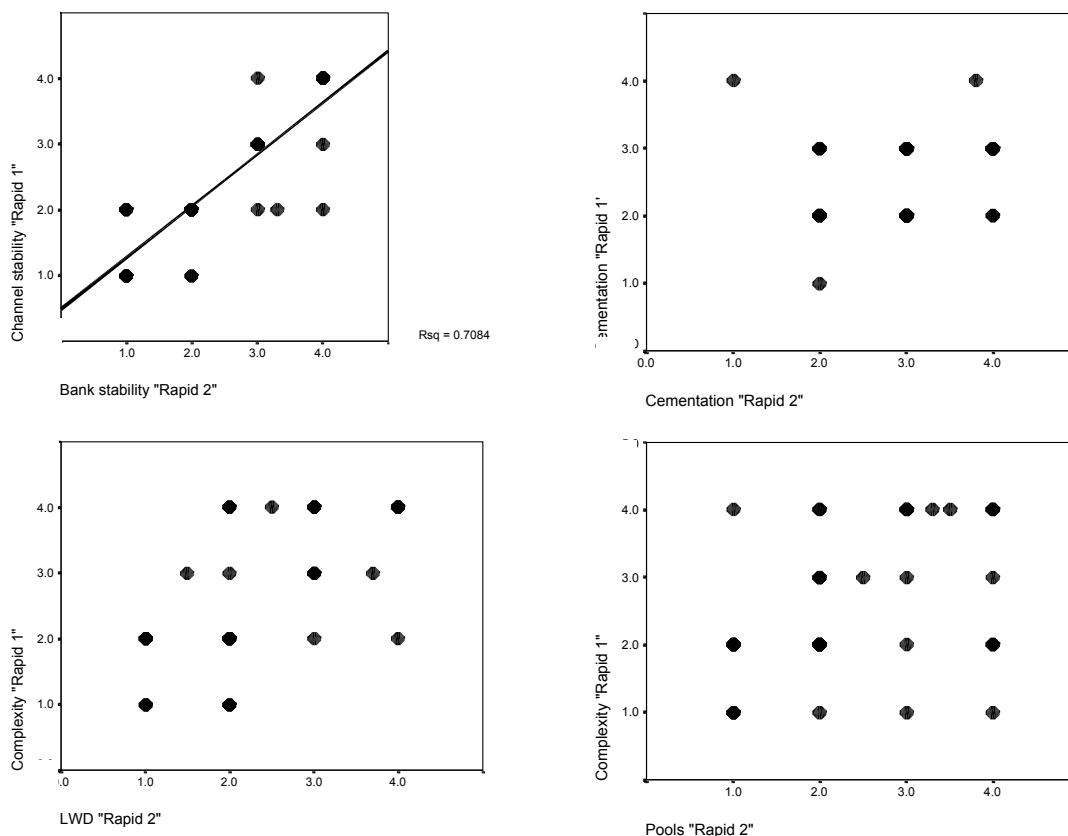 Channel stability "Rapid 1"
4.0
3.0
2.0
1.0
1.0 2.0 3.0 4.0
Rsq = 0.7084
Bank stability "Rapid 2"
4.0
3.0
2.0
1.0
0.0 1.0 2.0 3.0 4.0
Cementation "Rapid 2"
Complexity "Rapid 1"
4.0
3.0
2.0
1.0
1.0 2.0 3.0 4.0
LWD "Rapid 2"
Complexity "Rapid 1"
4.0
3.0
2.0
1.0
1.0 2.0 3.0 4.0
Pools "Rapid 2"